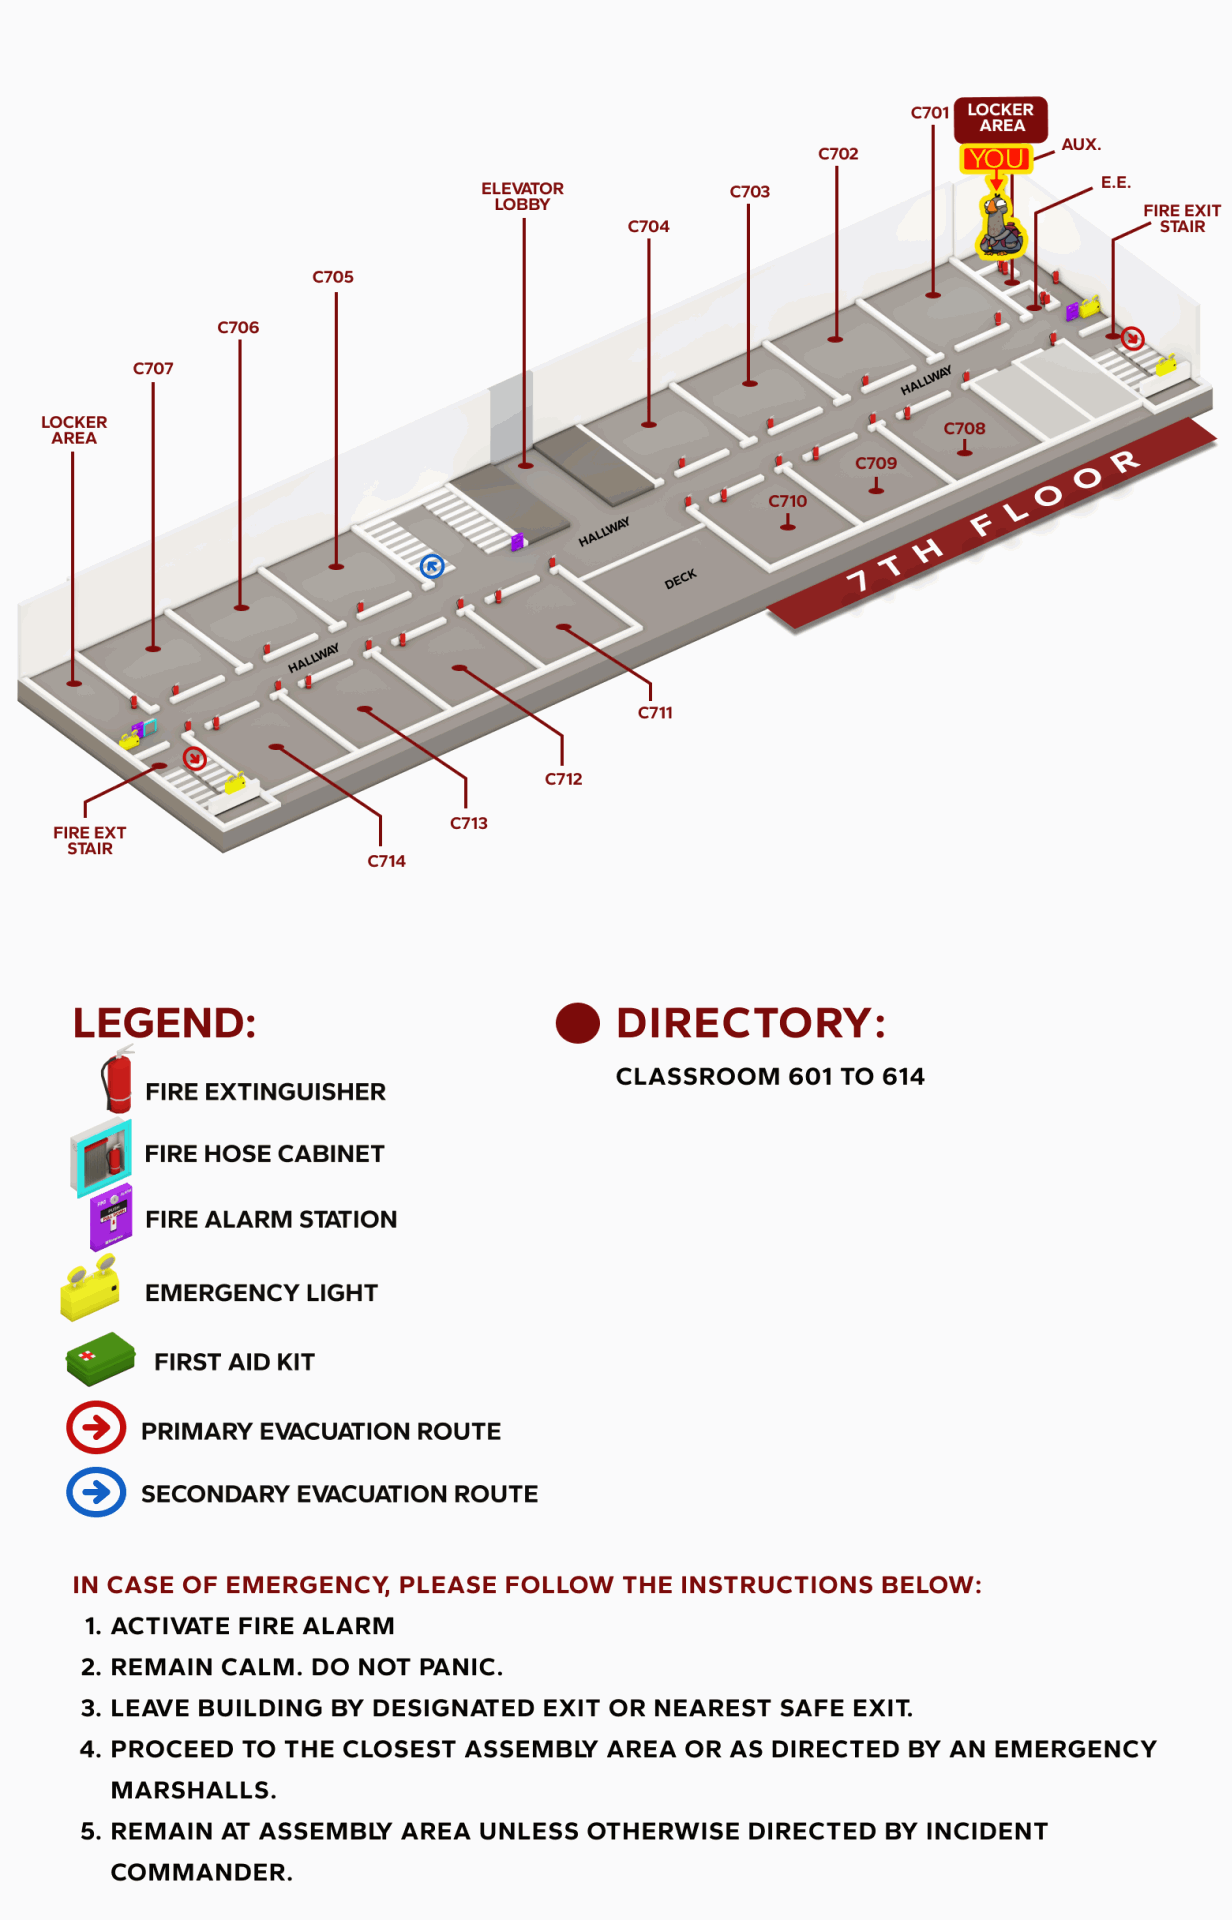 C701
LOCKER
AREA
YOU
AUX.
C702
E.E.
C703
FIRE EXIT
STAIR
ELEVATOR
LOBBY
C704
C705
C706
C707
LOCKER
AREA
HALLWAY
C708
C709
C710
HALLWAY
DECK
7TH FLOOR
HALLWAY
C711
C712
C713
FIRE EXT
STAIR
C714
LEGEND:
FIRE EXTINGUISHER
FIRE HOSE CABINET
FIRE ALARM STATION
EMERGENCY LIGHT
FIRST AID KIT
PRIMARY EVACUATION ROUTE
SECONDARY EVACUATION ROUTE
DIRECTORY:
CLASSROOM 601 TO 614
IN CASE OF EMERGENCY, PLEASE FOLLOW THE INSTRUCTIONS BELOW:
1. ACTIVATE FIRE ALARM
2. REMAIN CALM. DO NOT PANIC.
3. LEAVE BUILDING BY DESIGNATED EXIT OR NEAREST SAFE EXIT.
4. PROCEED TO THE CLOSEST ASSEMBLY AREA OR AS DIRECTED BY AN EMERGENCY
MARSHALLS.
5. REMAIN AT ASSEMBLY AREA UNLESS OTHERWISE DIRECTED BY INCIDENT
COMMANDER.